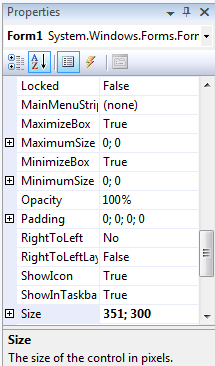 Properties
Form1 System.Windows.Forms.Forn
A
Z
Locked False
MainMenuStrip (none)
MaximizeBox True
MaximumSize 0; 0
MinimizeBox True
MinimumSize 0; 0
Opacity 100%
Padding 0; 0; 0; 0
RightToLeft No
RightToLeftLay False
ShowIcon True
ShowInTaskba True
Size 351; 300
Size
The size of the control in pixels.